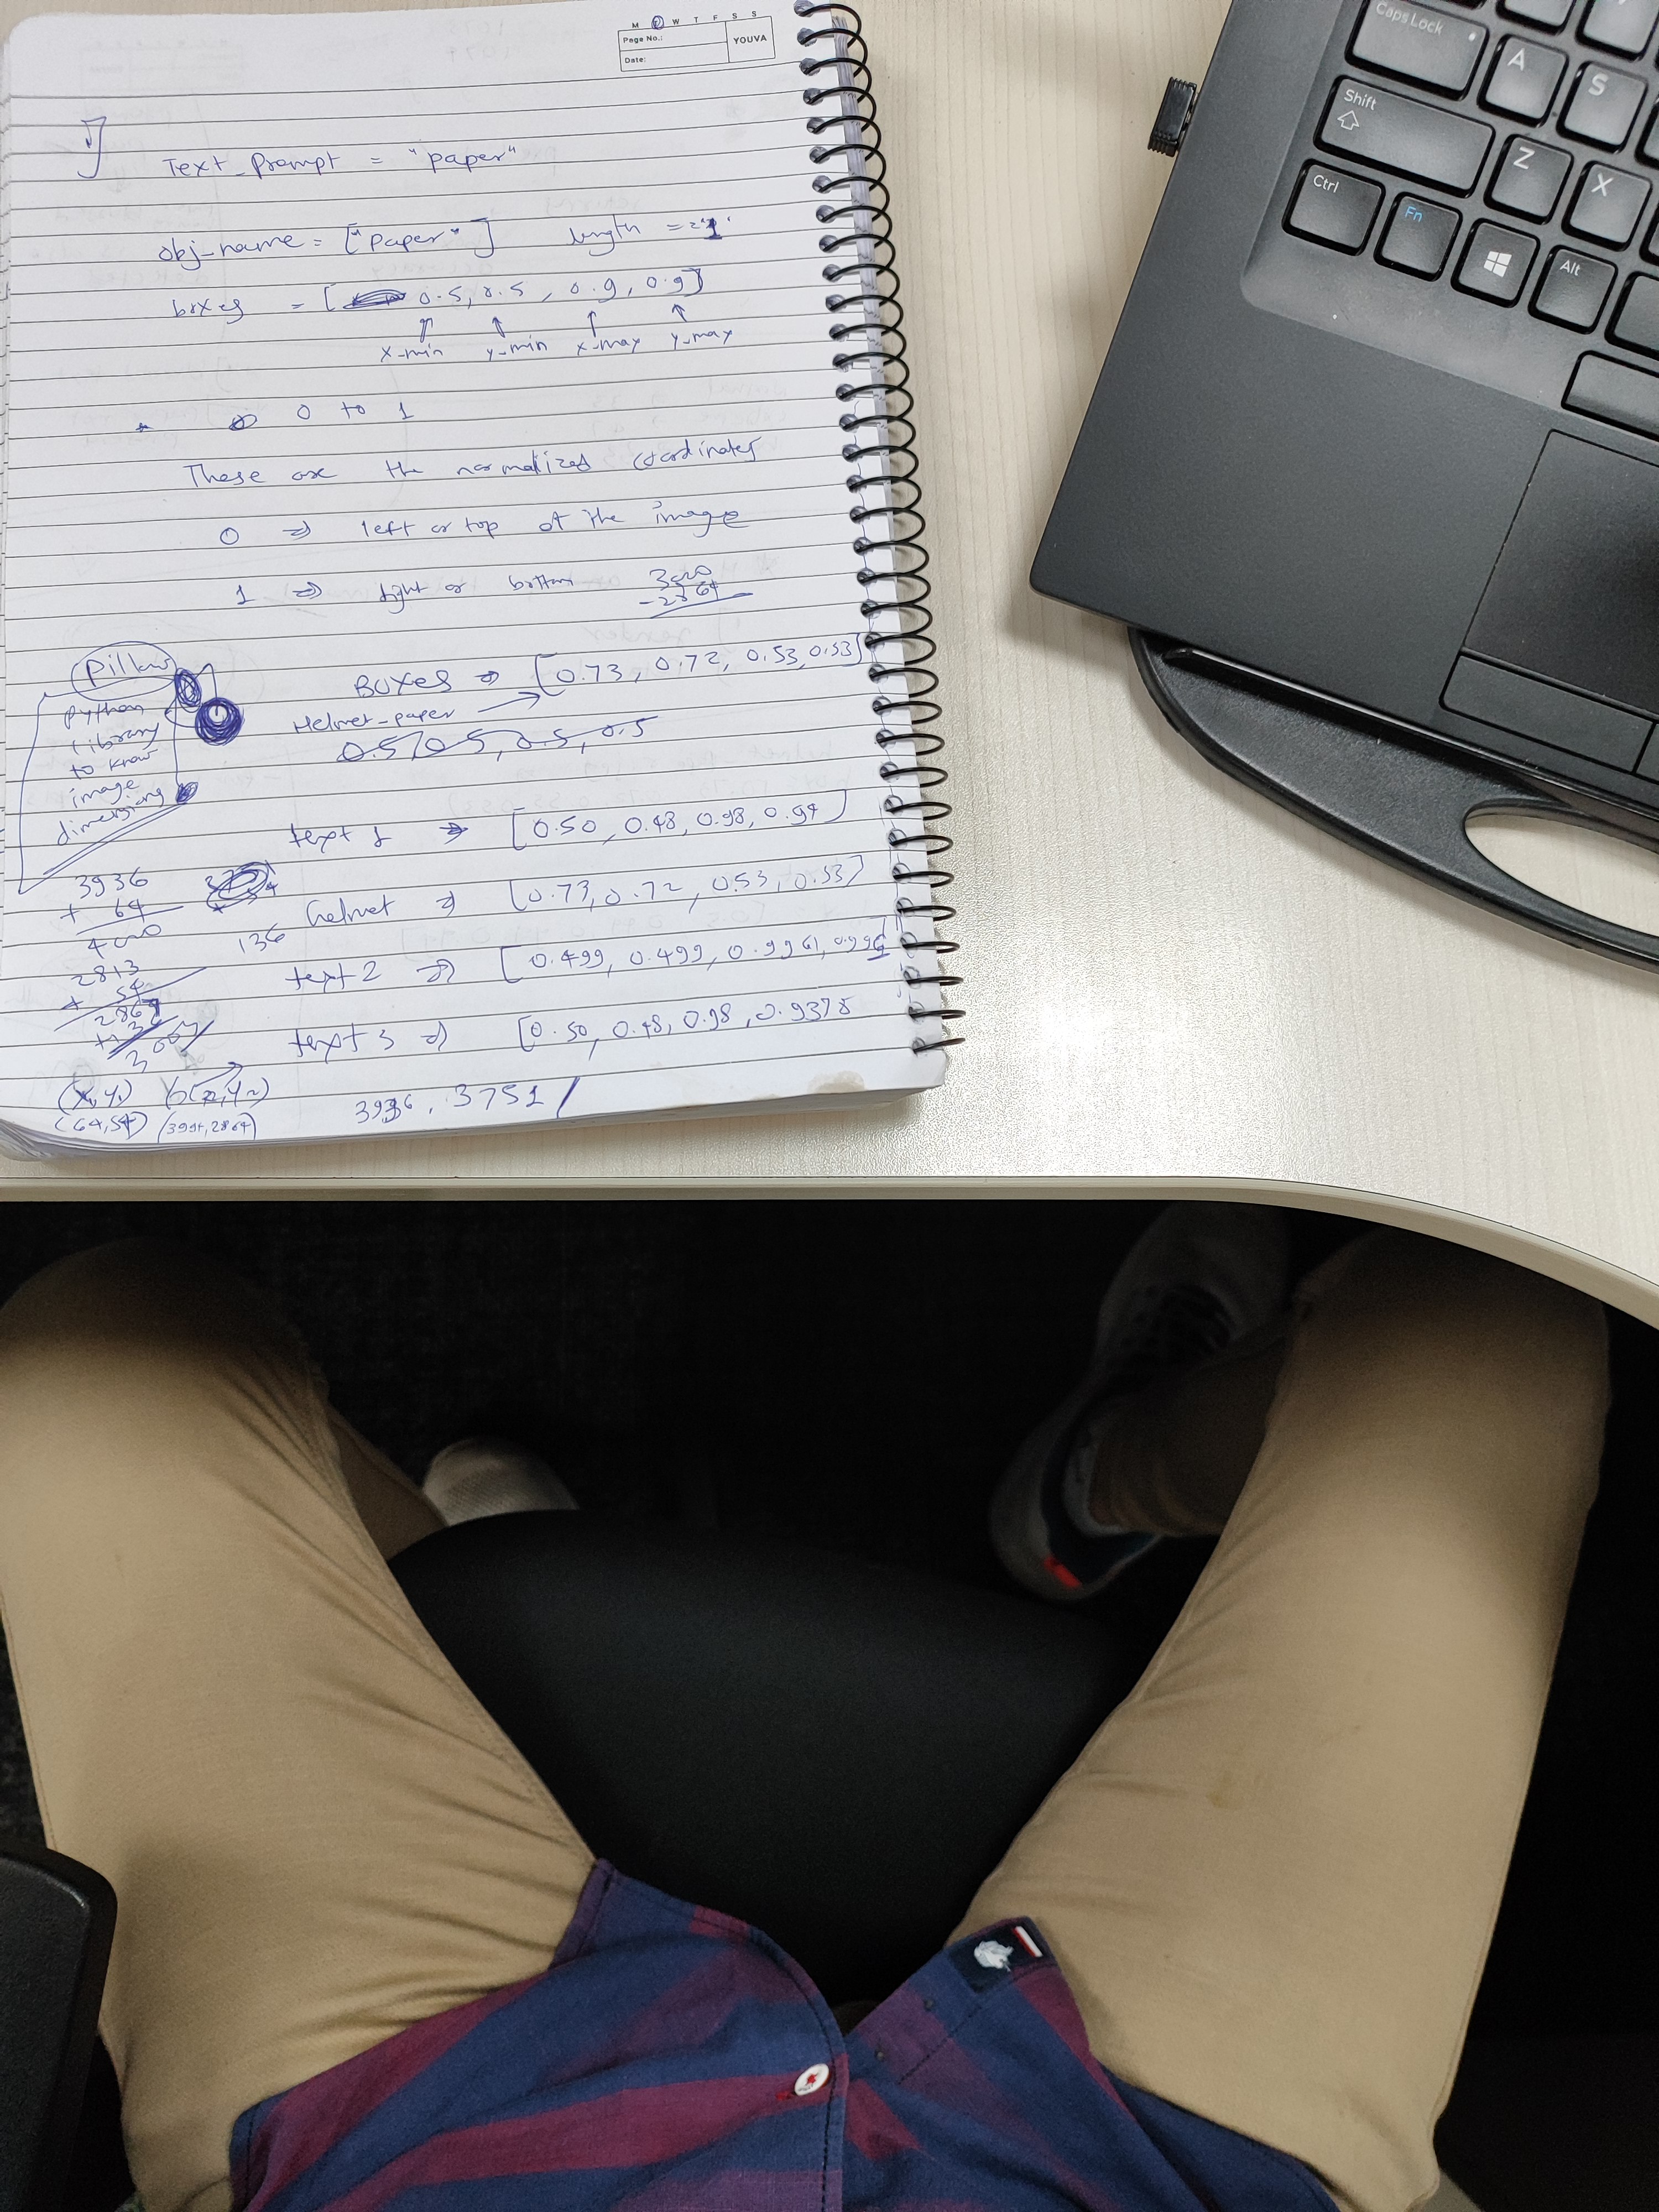 M T W T F S S
Page No.:
YOUVA
Date:
Text_Prompt = "paper"
obj_name = ["paper"] length = "1"
boxes = [0.5, 0.5, 0.9, 0.9]
x_min y_min x_max y_max
0 to 1
These are the normalized coordinates
0 ⇒ left or top of the image
1 ⇒ right or bottom
3000
- 2864
Pillow
python
library
to know
image
dimensions
BOXES ⇒ [0.73, 0.72, 0.53, 0.53]
Helmet_paper →
0.5, 0.5, 0.5, 0.5
text 1 ⇒ [0.50, 0.48, 0.98, 0.94]
helmet ⇒ [0.73, 0.72, 0.53, 0.53]
text 2 ⇒ [0.499, 0.499, 0.9961, 0.996]
text 3 ⇒ [0.50, 0.48, 0.98, 0.9378
3936
+ 64
4000
136
2813
+ 54
2867
(x,y,) (x2,y2)
(64,54) (3994,2864)
3936, 3751
Caps Lock
A
S
Shift
Z
X
Ctrl
Fn
Alt